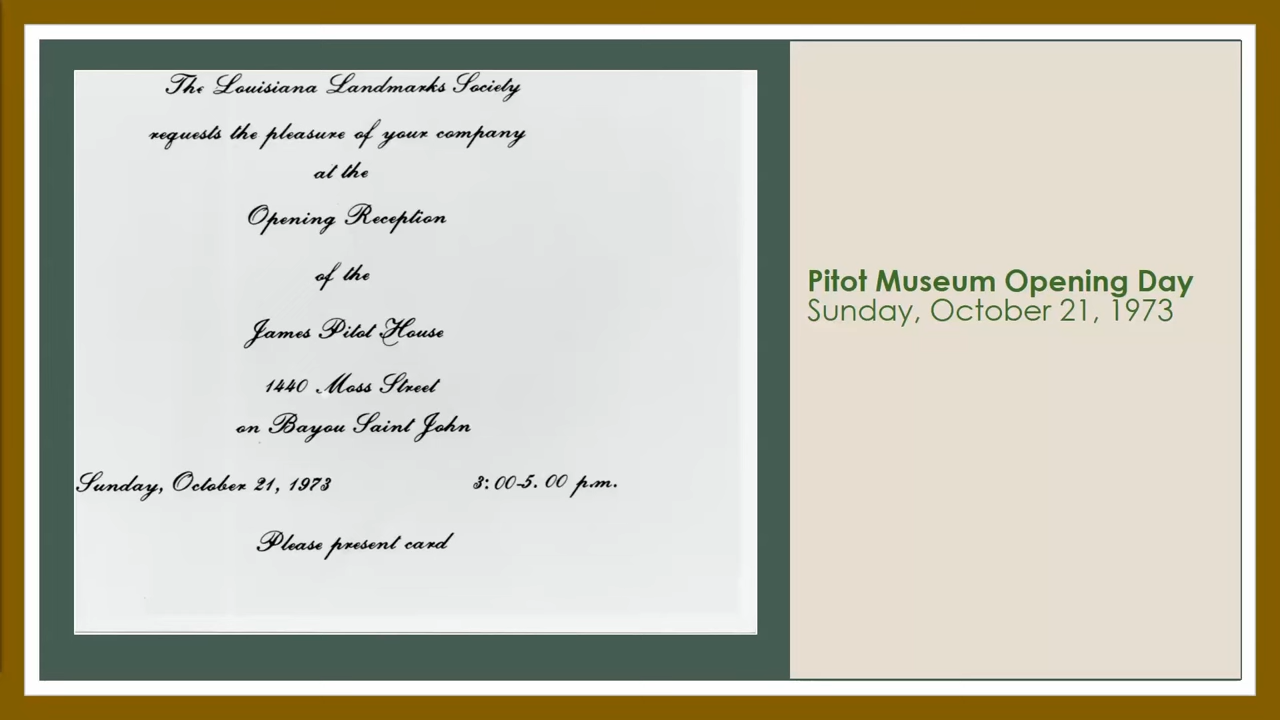 The Louisiana Landmarks Society
requests the pleasure of your company
at the
Opening Reception
of the
James Pitot House
1440 Moss Street
on Bayou Saint John
Sunday, October 21, 1973 3:00-5.00 p.m.
Please present card
Pitot Museum Opening Day
Sunday, October 21, 1973